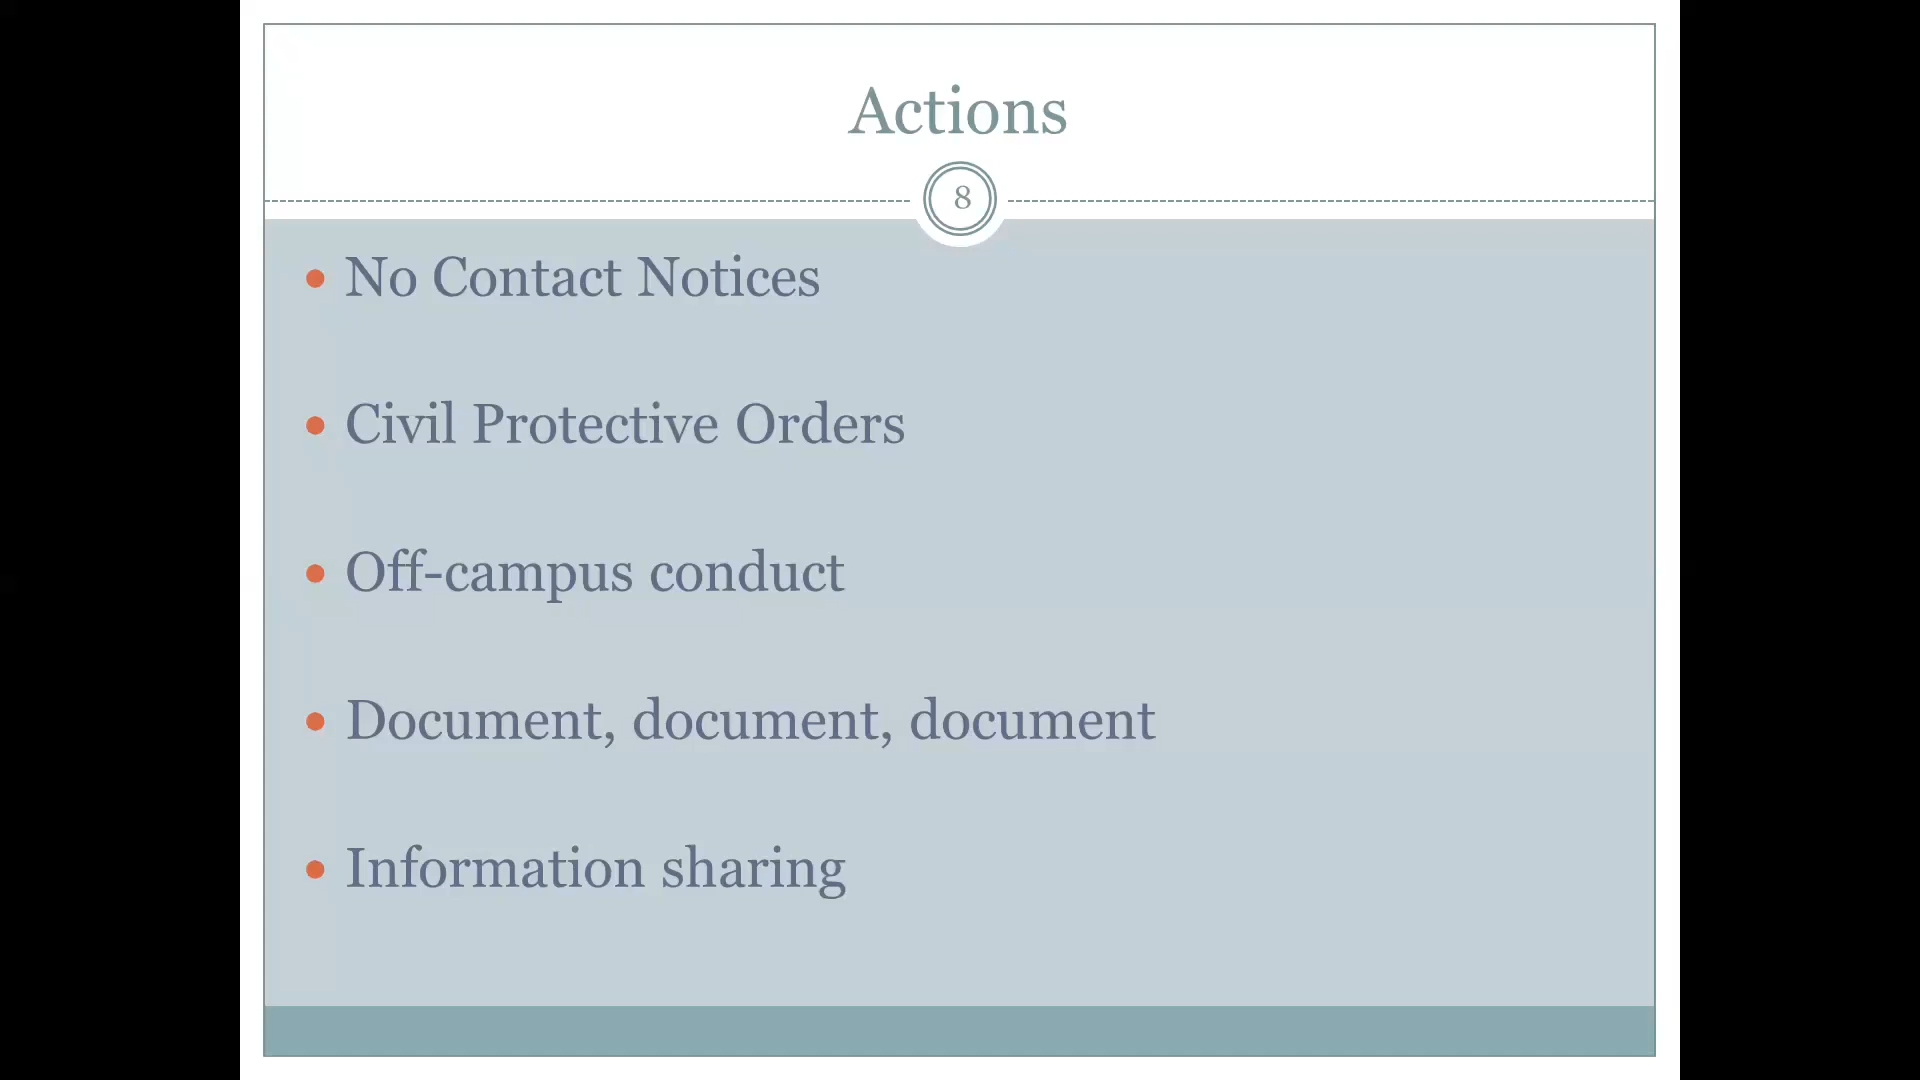 Actions
8
No Contact Notices
Civil Protective Orders
Off-campus conduct
Document, document, document
Information sharing